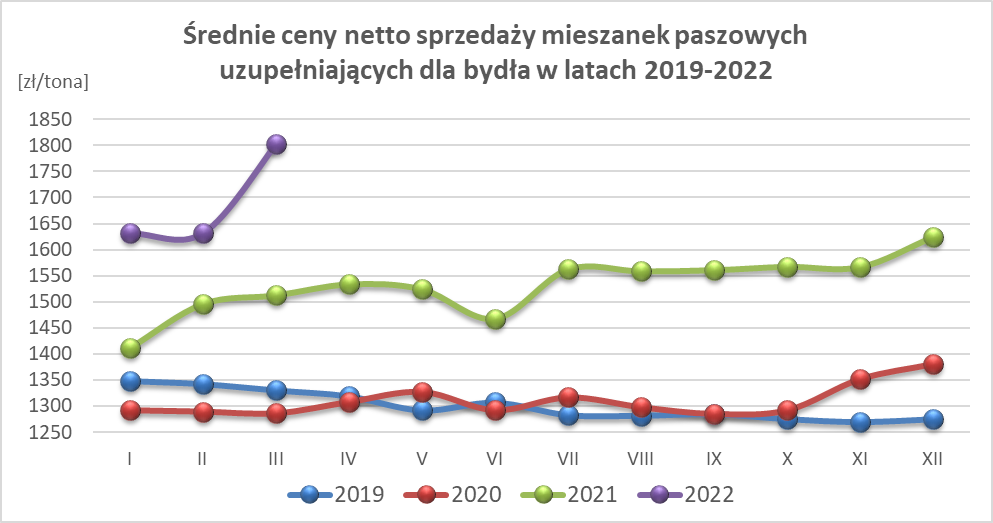 Średnie ceny netto sprzedaży mieszanek paszowych
uzupełniających dla bydła w latach 2019-2022
[zł/tona]
1850
1800
1750
1700
1650
1600
1550
1500
1450
1400
1350
1300
1250
I II III IV V VI VII VIII IX X XI XII
2019 2020 2021 2022